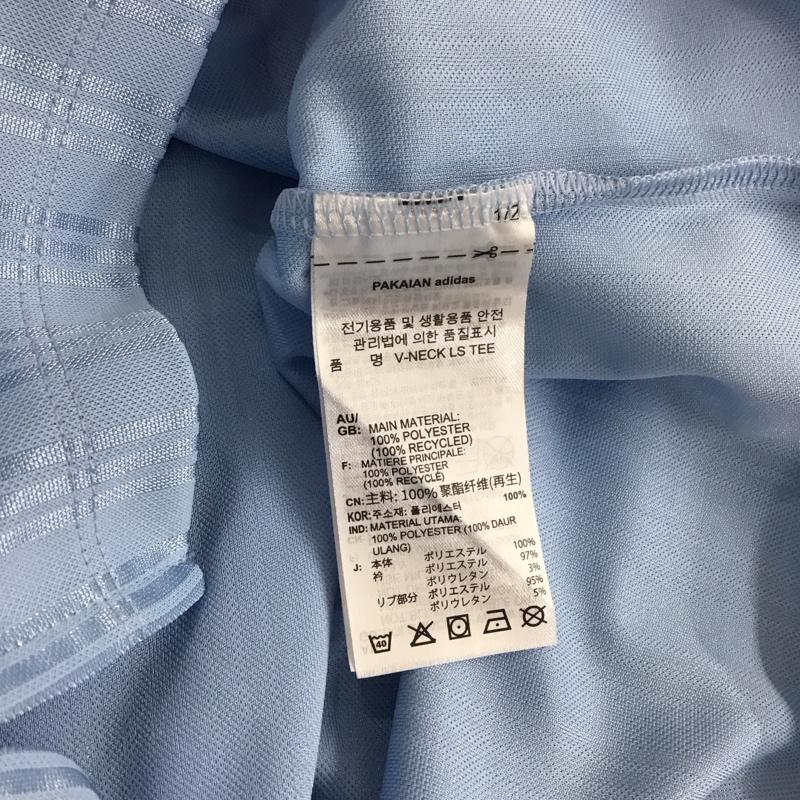 1/2
PAKAIAN adidas
전기용품 및 생활용품 안전
관리법에 의한 품질표시
품 명 V-NECK LS TEE
AU/
GB: MAIN MATERIAL:
100% POLYESTER
(100% RECYCLED)
F: MATIERE PRINCIPALE:
100% POLYESTER
(100% RECYCLÉ)
CN: 主料: 100% 聚酯纤维(再生)
KOR: 주소재: 폴리에스터 100%
IND: MATERIAL UTAMA:
100% POLYESTER (100% DAUR
ULANG)
J: 本体 ポリエステル 100%
衿 ポリエステル 97%
ポリウレタン 3%
リブ部分 ポリエステル 95%
ポリウレタン 5%
40